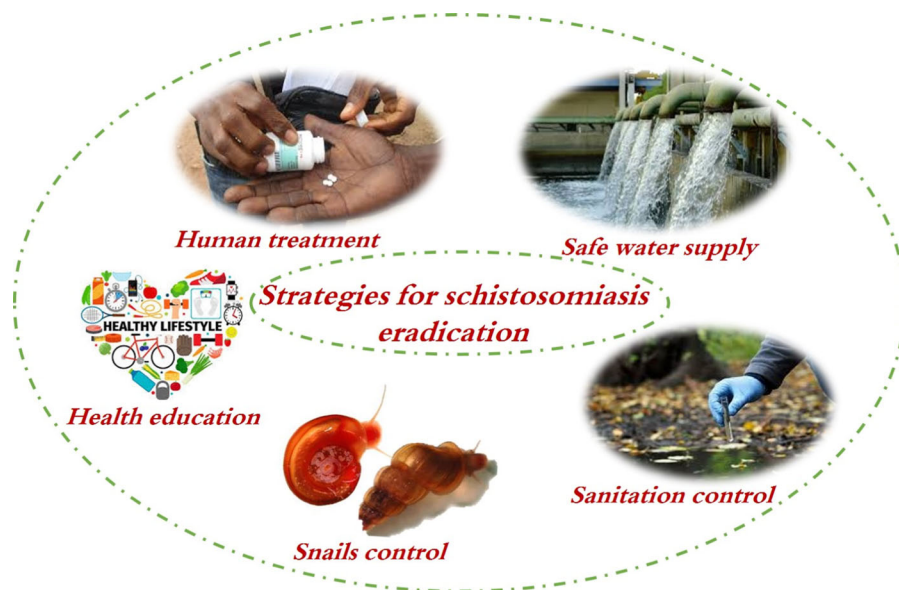 Human treatment
Safe water supply
Strategies for schistosomiasis
eradication
HEALTHY LIFESTYLE
Health education
Sanitation control
Snails control